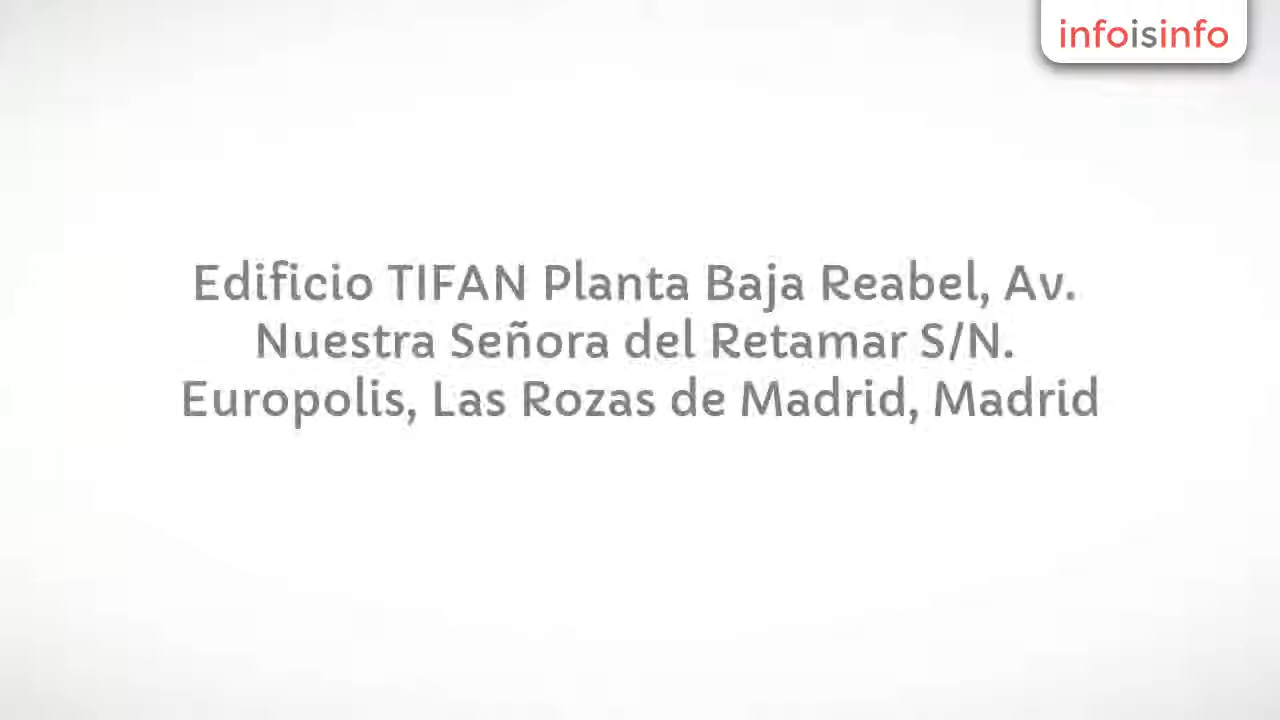 infoisinfo
Edificio TIFAN Planta Baja Reabel, Av.
Nuestra Señora del Retamar S/N.
Europolis, Las Rozas de Madrid, Madrid